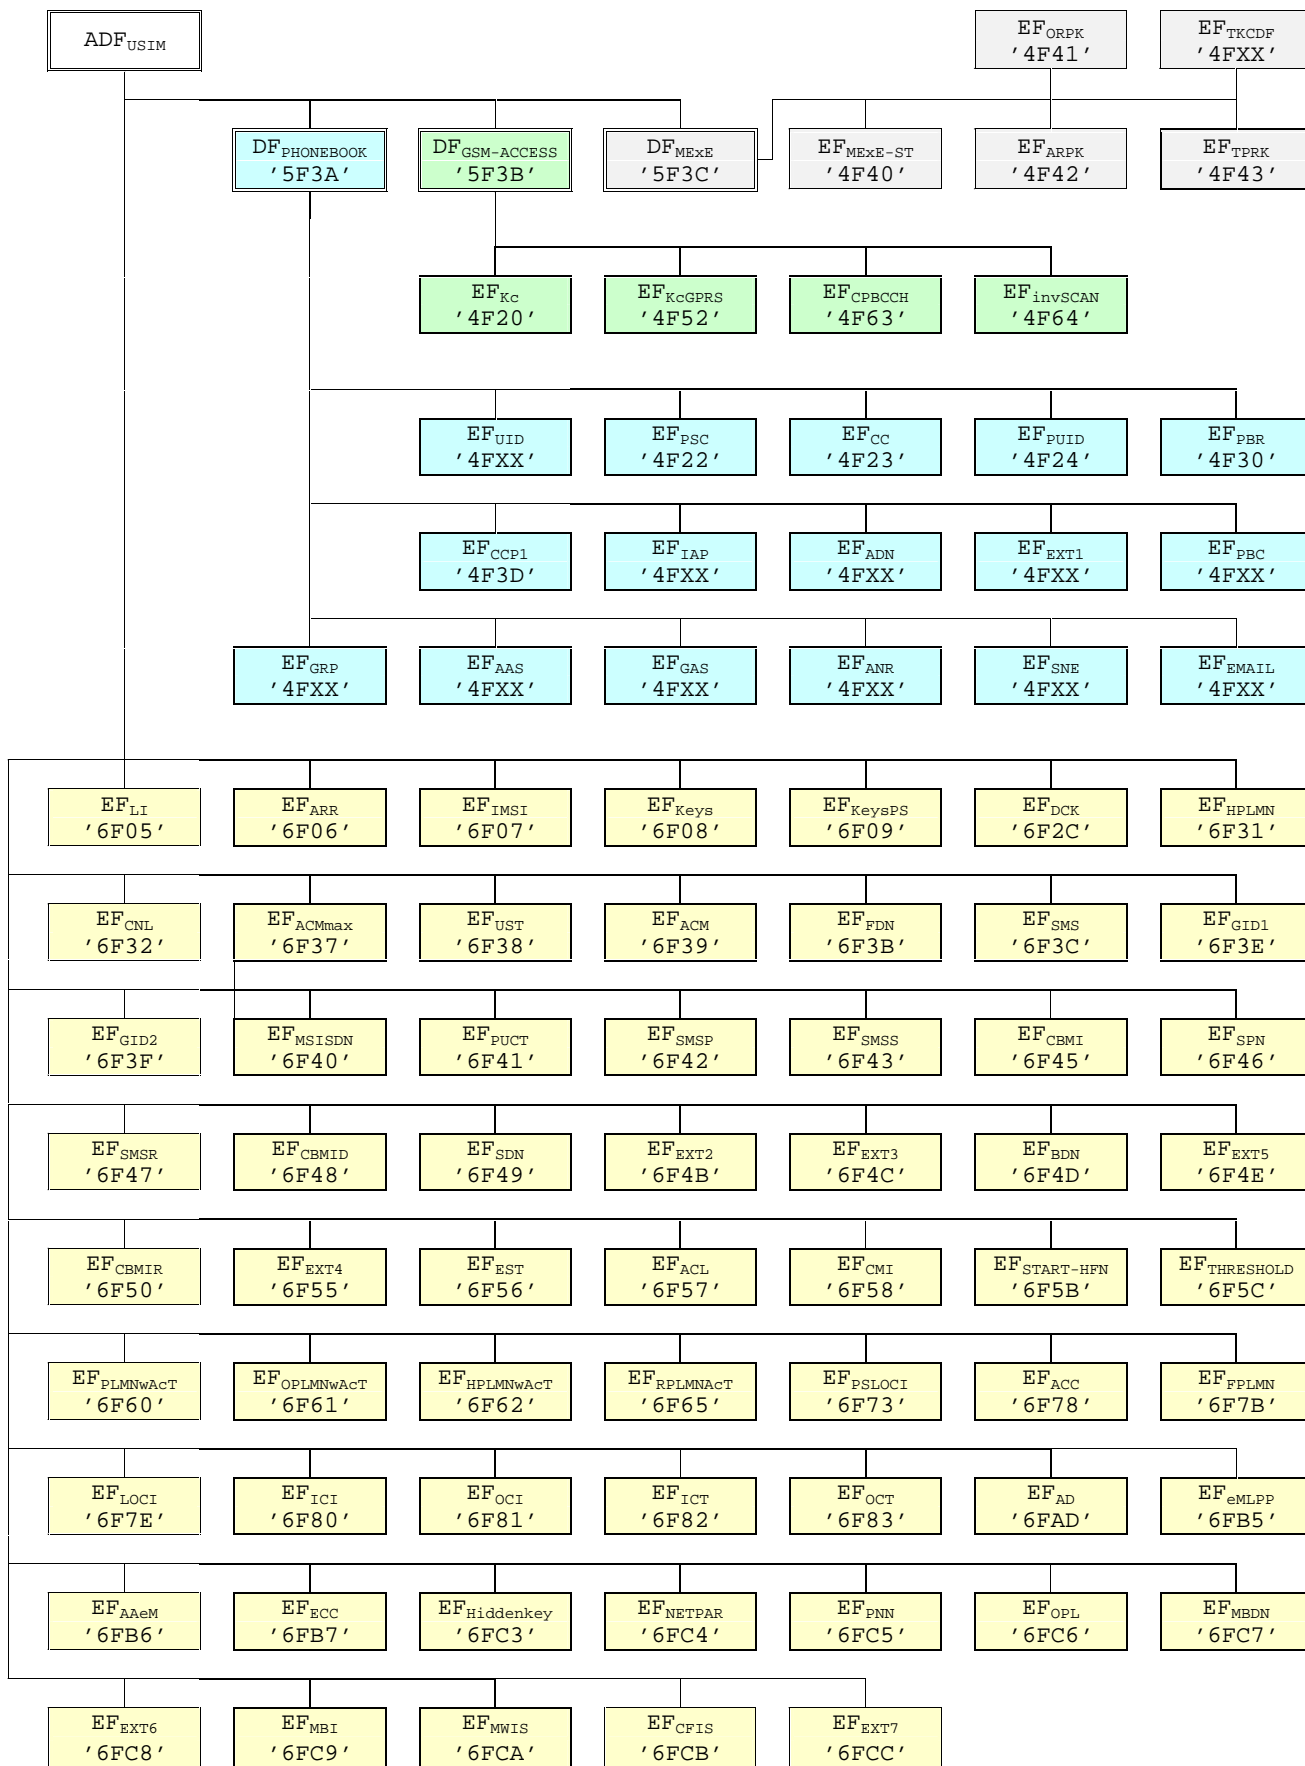 ADFUSIM
EFORPK EFTKCDF
'4F41' '4FXX'
DFPHONEBOOK DFGSM-ACCESS DFMExE EFMExE-ST EFARPK EFTPRK
'5F3A' '5F3B' '5F3C' '4F40' '4F42' '4F43'
EFKc EFKcGPRS EFCPBCCH EFinvSCAN
'4F20' '4F52' '4F63' '4F64'
EFUID EFPSC EFCC EFPUID EFPBR
'4FXX' '4F22' '4F23' '4F24' '4F30'
EFCCP1 EFIAP EFADN EFEXT1 EFPBC
'4F3D' '4FXX' '4FXX' '4FXX' '4FXX'
EFGRP EFAAS EFGAS EFANR EFSNE EFEMAIL
'4FXX' '4FXX' '4FXX' '4FXX' '4FXX' '4FXX'
EFLI EFARR EFIMSI EFKeys EFKeysPS EFDCK EFHPLMN
'6F05' '6F06' '6F07' '6F08' '6F09' '6F2C' '6F31'
EFCNL EFACMmax EFUST EFACM EFFDN EFSMS EFGID1
'6F32' '6F37' '6F38' '6F39' '6F3B' '6F3C' '6F3E'
EFGID2 EFMSISDN EFPUCT EFSMSP EFSMSS EFCBMI EFSPN
'6F3F' '6F40' '6F41' '6F42' '6F43' '6F45' '6F46'
EFSMSR EFCBMID EFSDN EFEXT2 EFEXT3 EFBDN EFEXT5
'6F47' '6F48' '6F49' '6F4B' '6F4C' '6F4D' '6F4E'
EFCBMIR EFEXT4 EFEST EFACL EFCMI EFSTART-HFN EFTHRESHOLD
'6F50' '6F55' '6F56' '6F57' '6F58' '6F5B' '6F5C'
EFPLMNwAcT EFOPLMNwAcT EFHPLMNwAcT EFRPLMNAcT EFPSLOCI EFACC EFFPLMN
'6F60' '6F61' '6F62' '6F65' '6F73' '6F78' '6F7B'
EFLOCI EFICI EFOCI EFICT EFOCT EFAD EFeMLPP
'6F7E' '6F80' '6F81' '6F82' '6F83' '6FAD' '6FB5'
EFAAeM EFECC EFHiddenkey EFNETPAR EFPNN EFOPL EFMBDN
'6FB6' '6FB7' '6FC3' '6FC4' '6FC5' '6FC6' '6FC7'
EFEXT6 EFMBI EFMWIS EFCFIS EFEXT7
'6FC8' '6FC9' '6FCA' '6FCB' '6FCC'